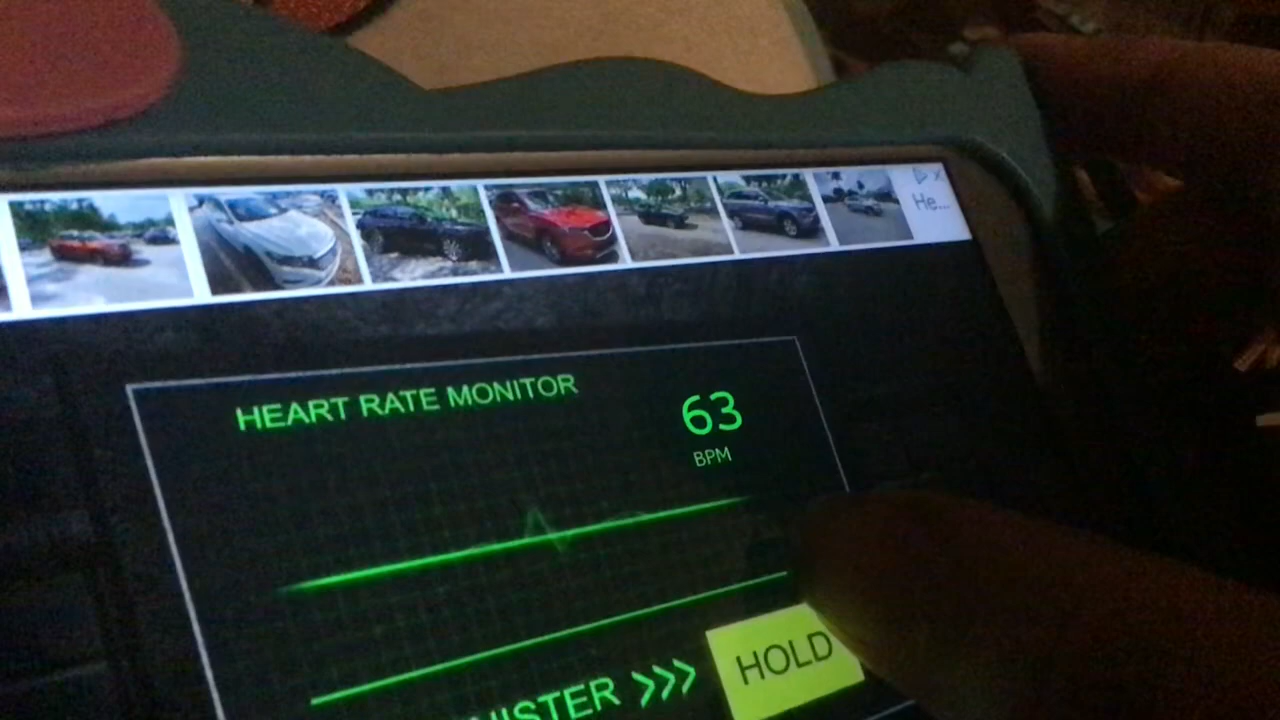 He...
HEART RATE MONITOR
63
BPM
HOLD
>>>